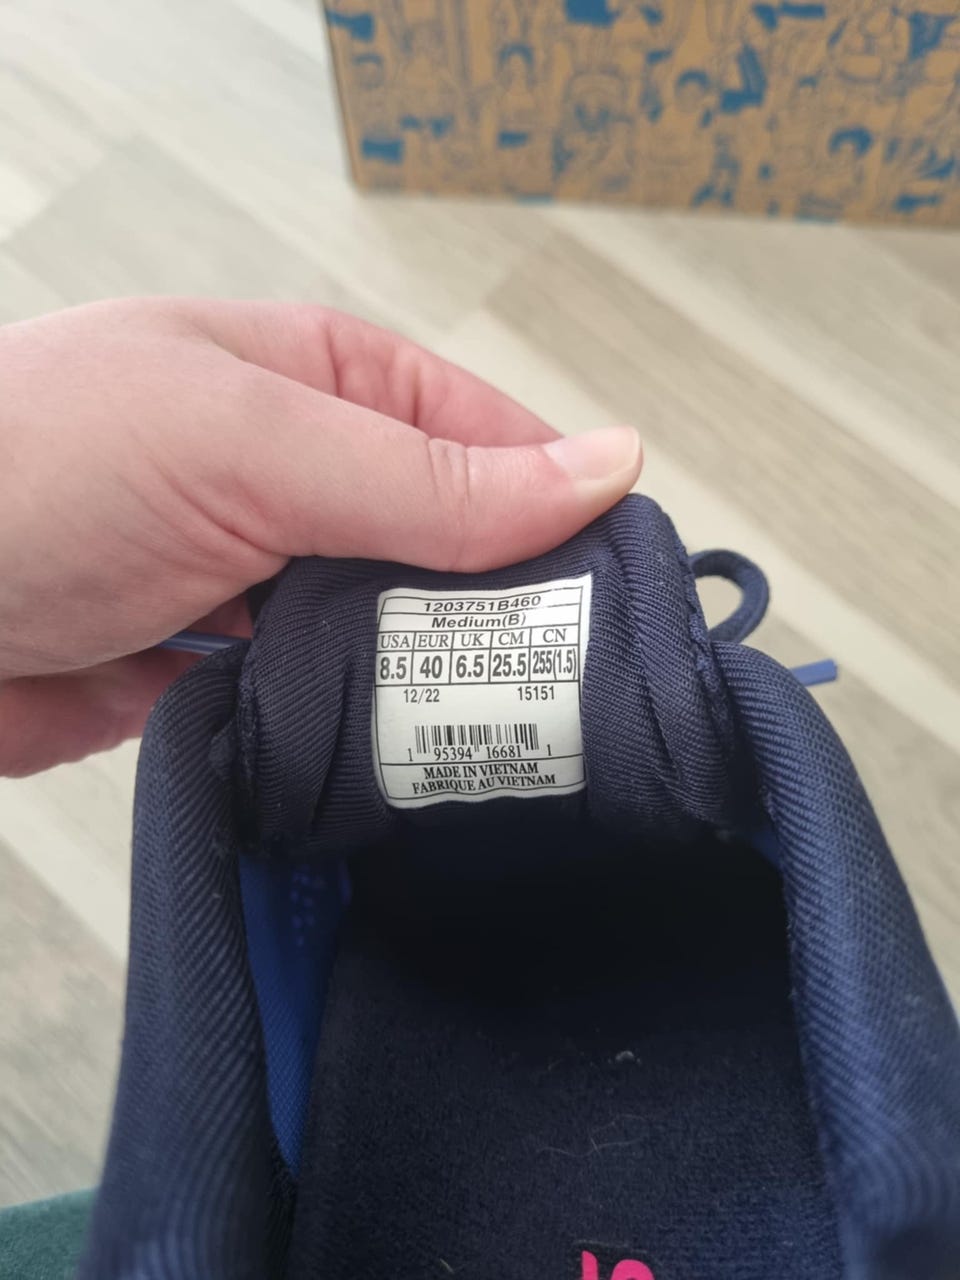 1203751B460
Medium(B)
USA EUR UK CM CN
8.5 40 6.5 25.5 255(1.5)
12/22 15151
1 95394 16681 1
MADE IN VIETNAM
FABRIQUE AU VIETNAM